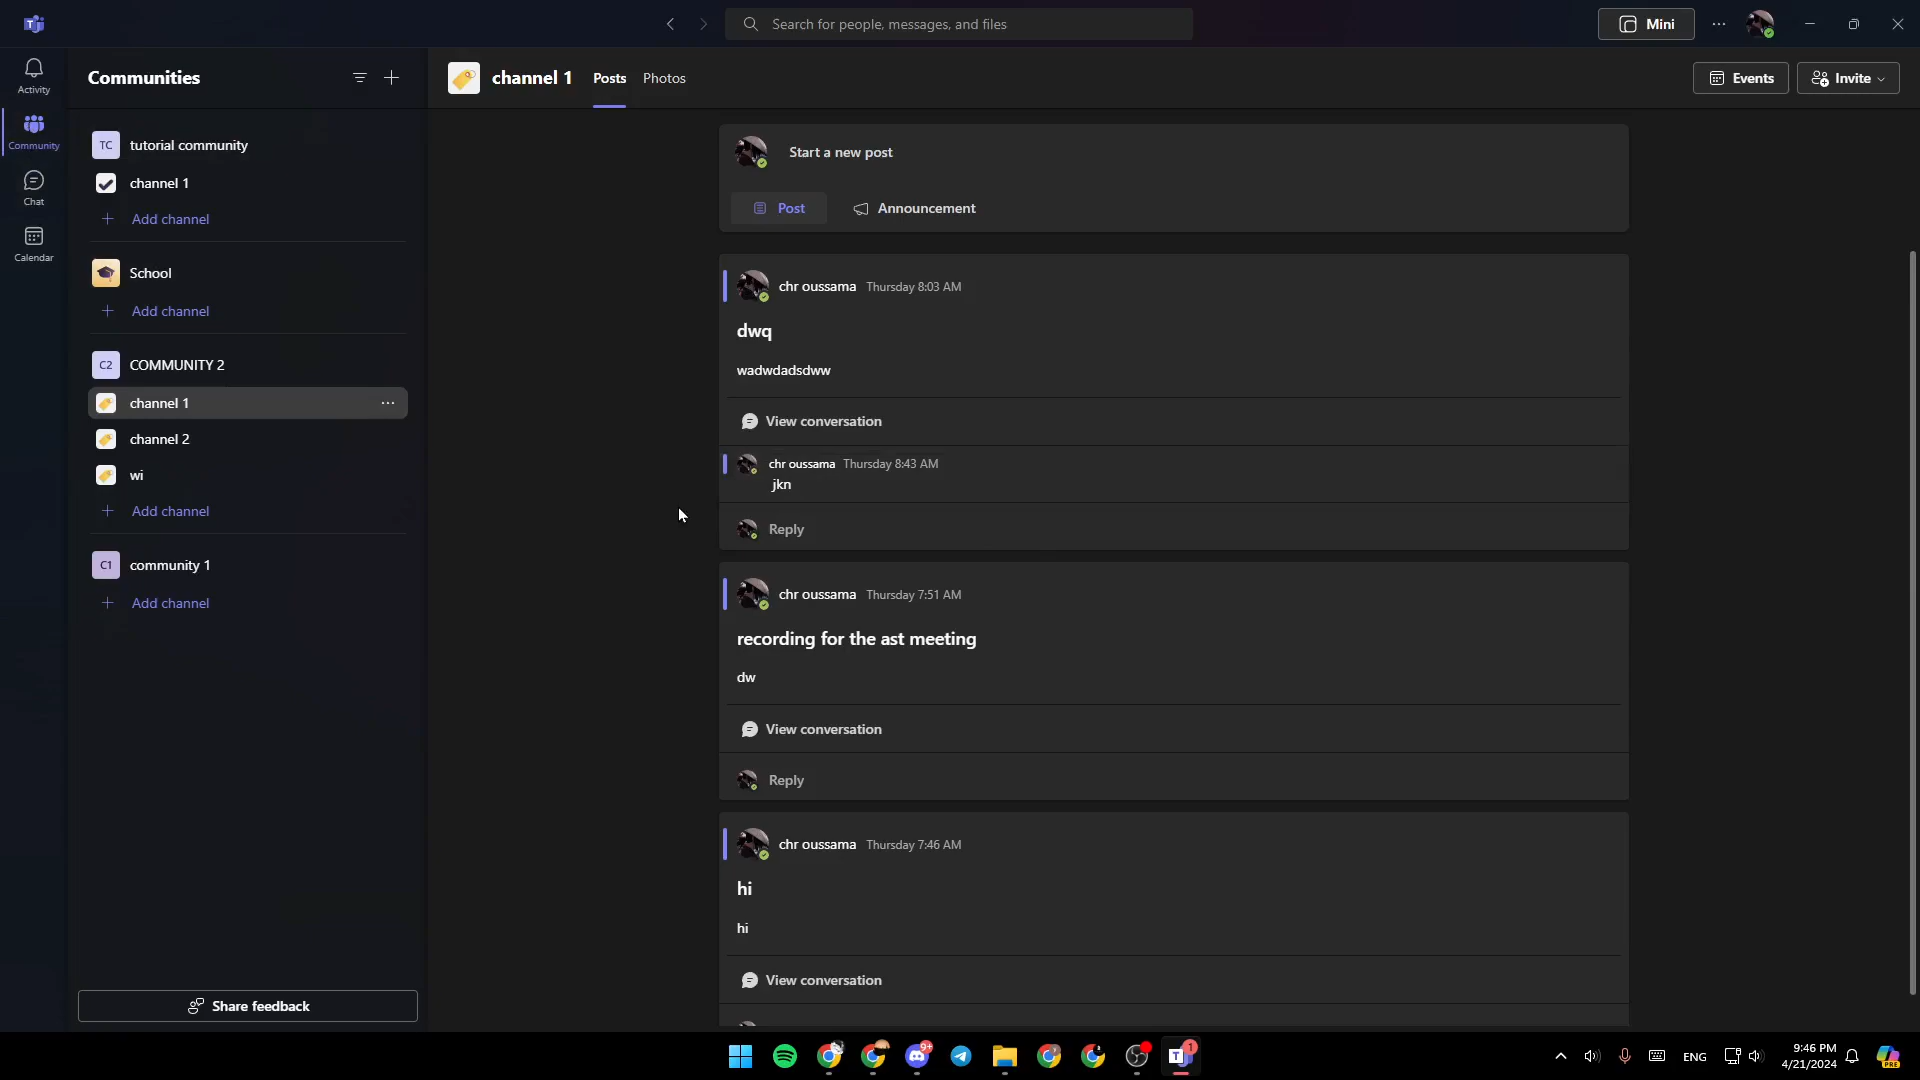 Search for people, messages, and files
Mini
Activity
Community
Chat
Calendar
Communities
TC tutorial community
channel 1
Add channel
School
Add channel
C2 COMMUNITY 2
channel 1
channel 2
wi
Add channel
C1 community 1
Add channel
Share feedback
channel 1 Posts Photos
Events Invite
Start a new post
Post Announcement
chr oussama Thursday 8:03 AM
dwq
wadwdadsdww
View conversation
chr oussama Thursday 8:43 AM
jkn
Reply
chr oussama Thursday 7:51 AM
recording for the ast meeting
dw
View conversation
Reply
chr oussama Thursday 7:46 AM
hi
hi
View conversation
9+
1
ENG
9:46 PM
4/21/2024
PRE